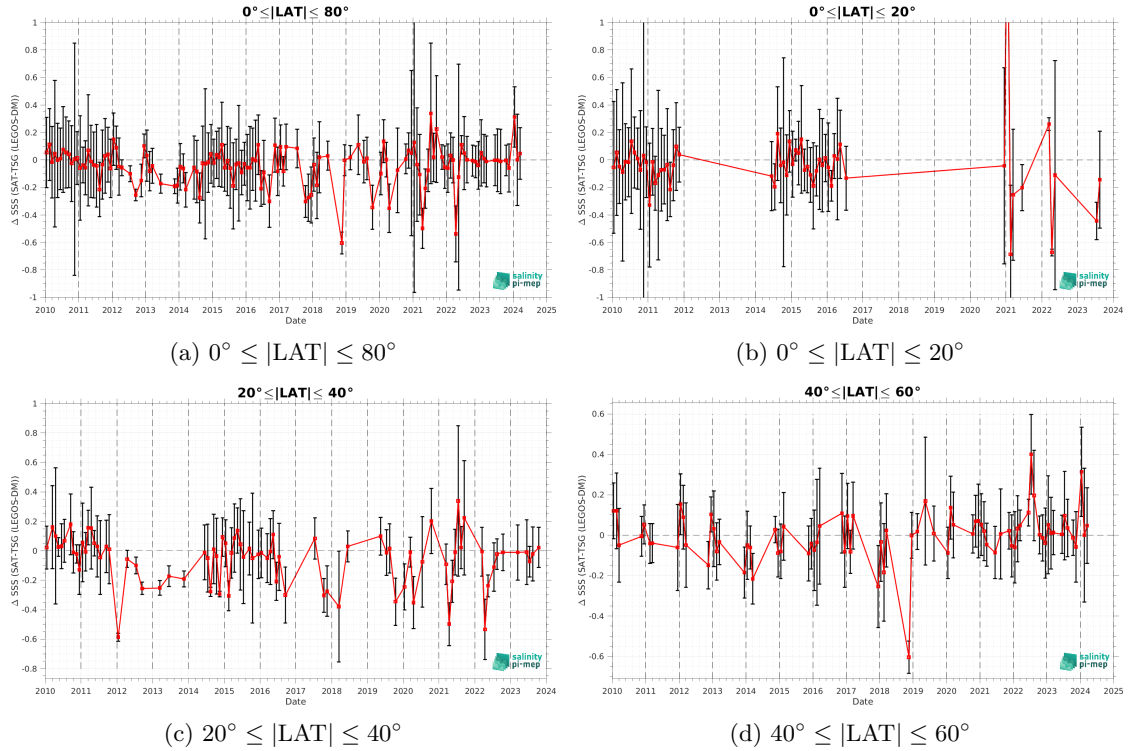 0°≤|LAT|≤ 80°
Δ SSS (SAT-TSG (LEGOS-DM))
1
0.8
0.6
0.4
0.2
0
-0.2
-0.4
-0.6
-0.8
-1
2010 2011 2012 2013 2014 2015 2016 2017 2018 2019 2020 2021 2022 2023 2024 2025
Date
salinity
pi-mep
(a) 0° ≤ |LAT| ≤ 80°
0°≤|LAT|≤ 20°
Δ SSS (SAT-TSG (LEGOS-DM))
1
0.8
0.6
0.4
0.2
0
-0.2
-0.4
-0.6
-0.8
-1
2010 2011 2012 2013 2014 2015 2016 2017 2018 2019 2020 2021 2022 2023 2024
Date
salinity
pi-mep
(b) 0° ≤ |LAT| ≤ 20°
20°≤|LAT|≤ 40°
Δ SSS (SAT-TSG (LEGOS-DM))
1
0.8
0.6
0.4
0.2
0
-0.2
-0.4
-0.6
-0.8
2010 2011 2012 2013 2014 2015 2016 2017 2018 2019 2020 2021 2022 2023 2024
Date
salinity
pi-mep
(c) 20° ≤ |LAT| ≤ 40°
40°≤|LAT|≤ 60°
Δ SSS (SAT-TSG (LEGOS-DM))
0.6
0.4
0.2
0
-0.2
-0.4
-0.6
2010 2011 2012 2013 2014 2015 2016 2017 2018 2019 2020 2021 2022 2023 2024 2025
Date
salinity
pi-mep
(d) 40° ≤ |LAT| ≤ 60°